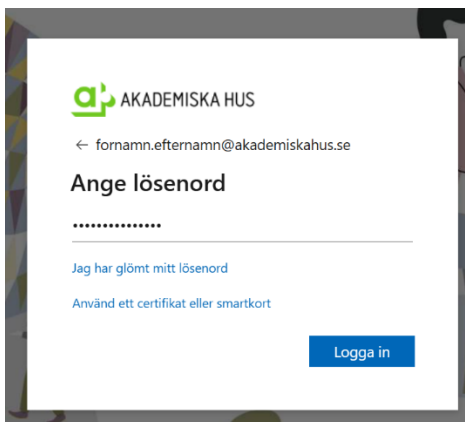 AKADEMISKA HUS
← fornamn.efternamn@akademiskahus.se
Ange lösenord
•••••••••••••••
Jag har glömt mitt lösenord
Använd ett certifikat eller smartkort
Logga in